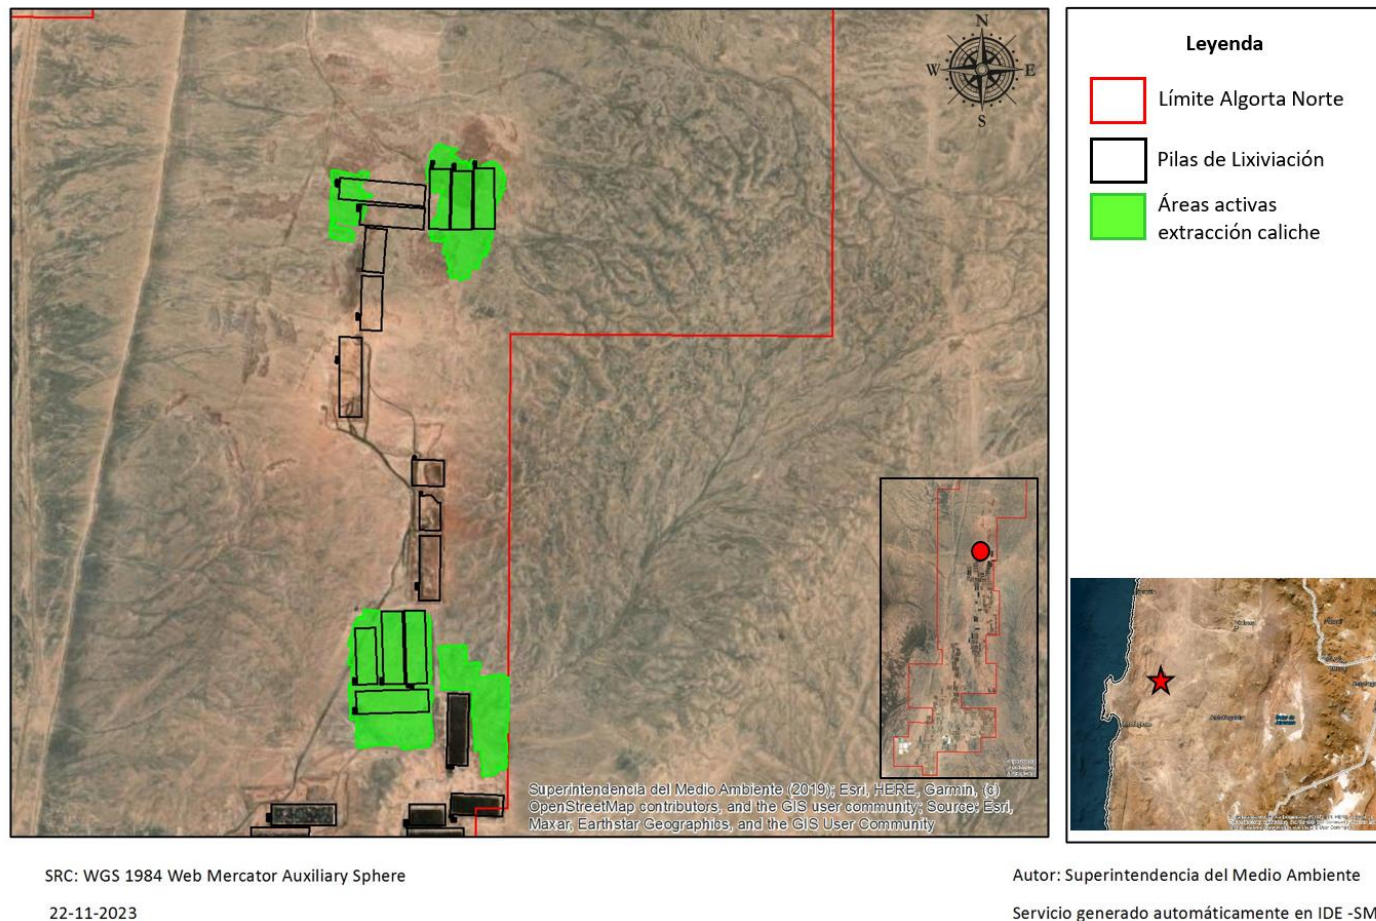 N
W
E
S
Leyenda
Límite Algorta Norte
Pilas de Lixiviación
Áreas activas
extracción caliche
Superintendencia del Medio Ambiente (2019); Esri, HERE, Garmin, (c)
OpenStreetMap contributors, and the GIS user community; Source: Esri,
Maxar, Earthstar Geographics, and the GIS User Community
SRC: WGS 1984 Web Mercator Auxiliary Sphere
22-11-2023
Autor: Superintendencia del Medio Ambiente
Servicio generado automáticamente en IDE -SM